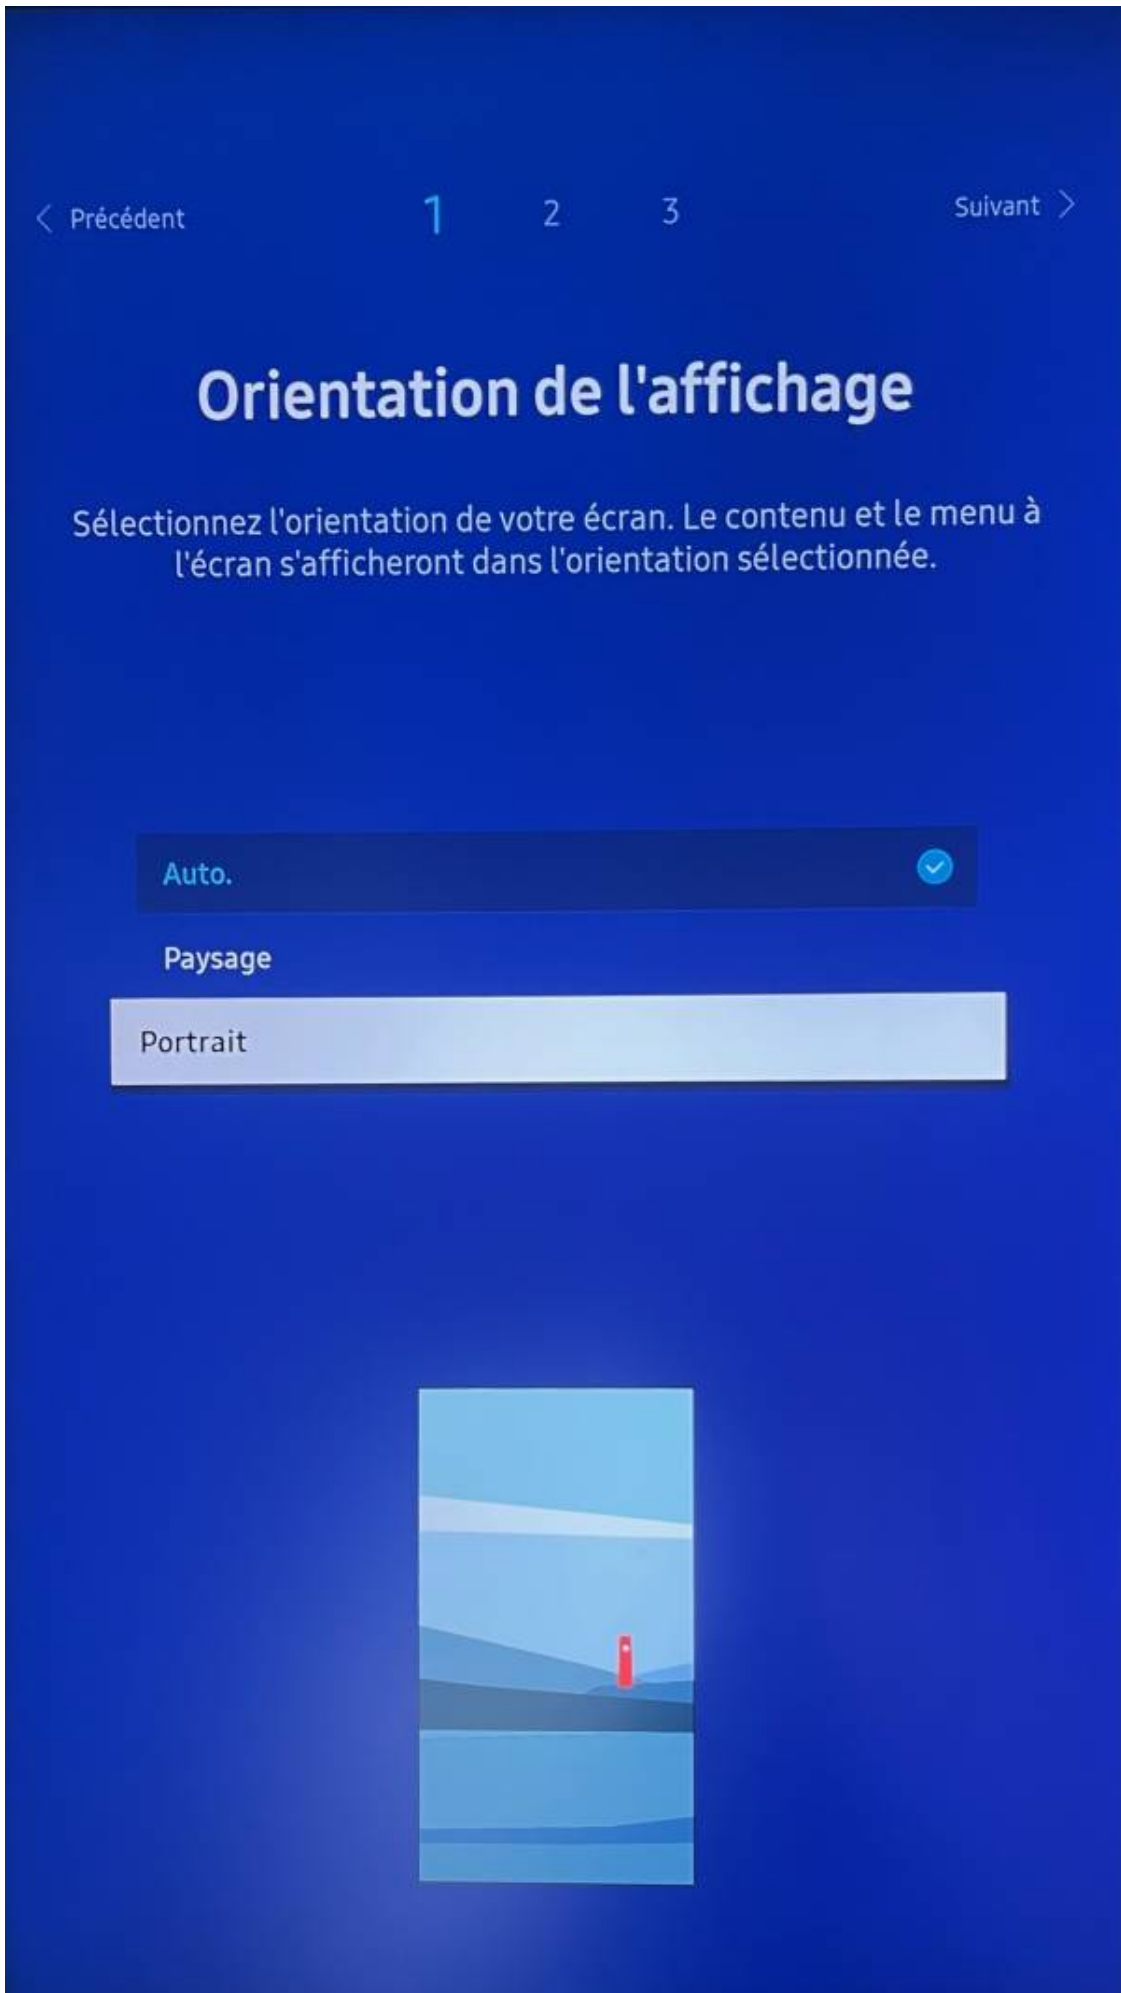 < Précédent 1 2 3 Suivant >
Orientation de l'affichage
Sélectionnez l'orientation de votre écran. Le contenu et le menu à
l'écran s'afficheront dans l'orientation sélectionnée.
Auto.
Paysage
Portrait